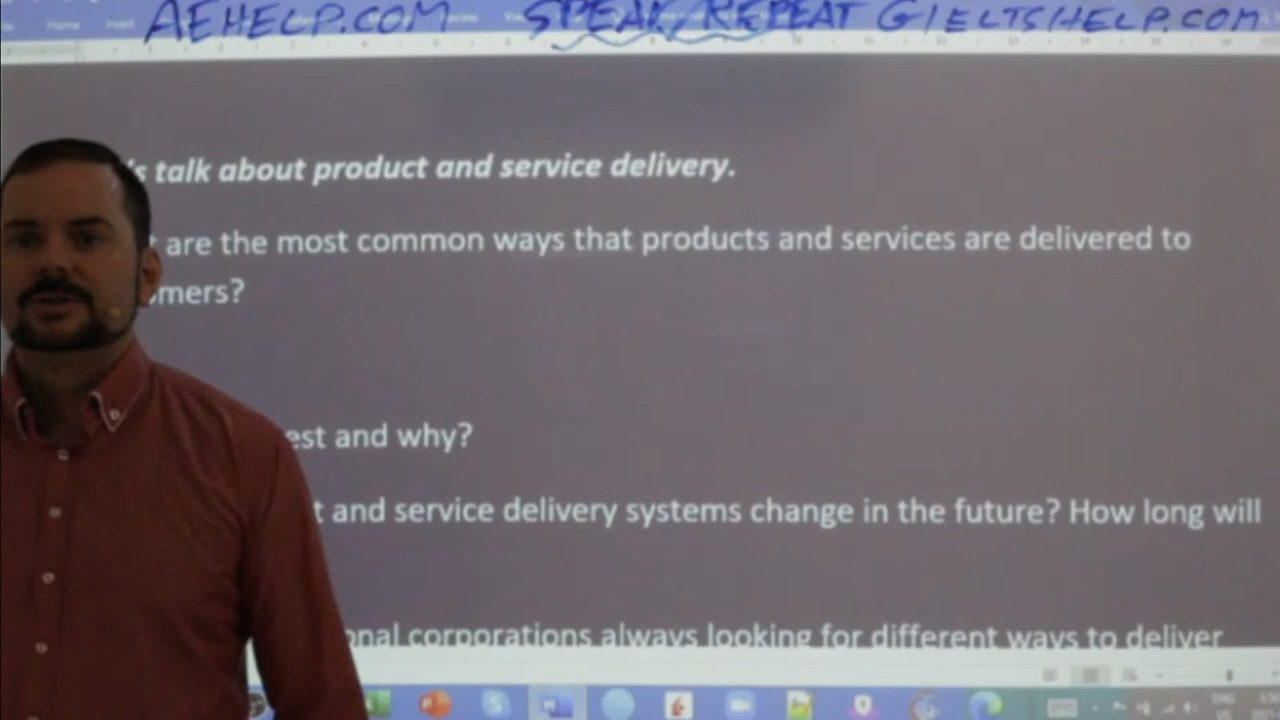 AEHELP.COM SPEAK REPEAT GIELTSHELP.COM
's talk about product and service delivery.
t are the most common ways that products and services are delivered to
omers?
est and why?
t and service delivery systems change in the future? How long will
onal corporations always looking for different ways to deliver
ENG